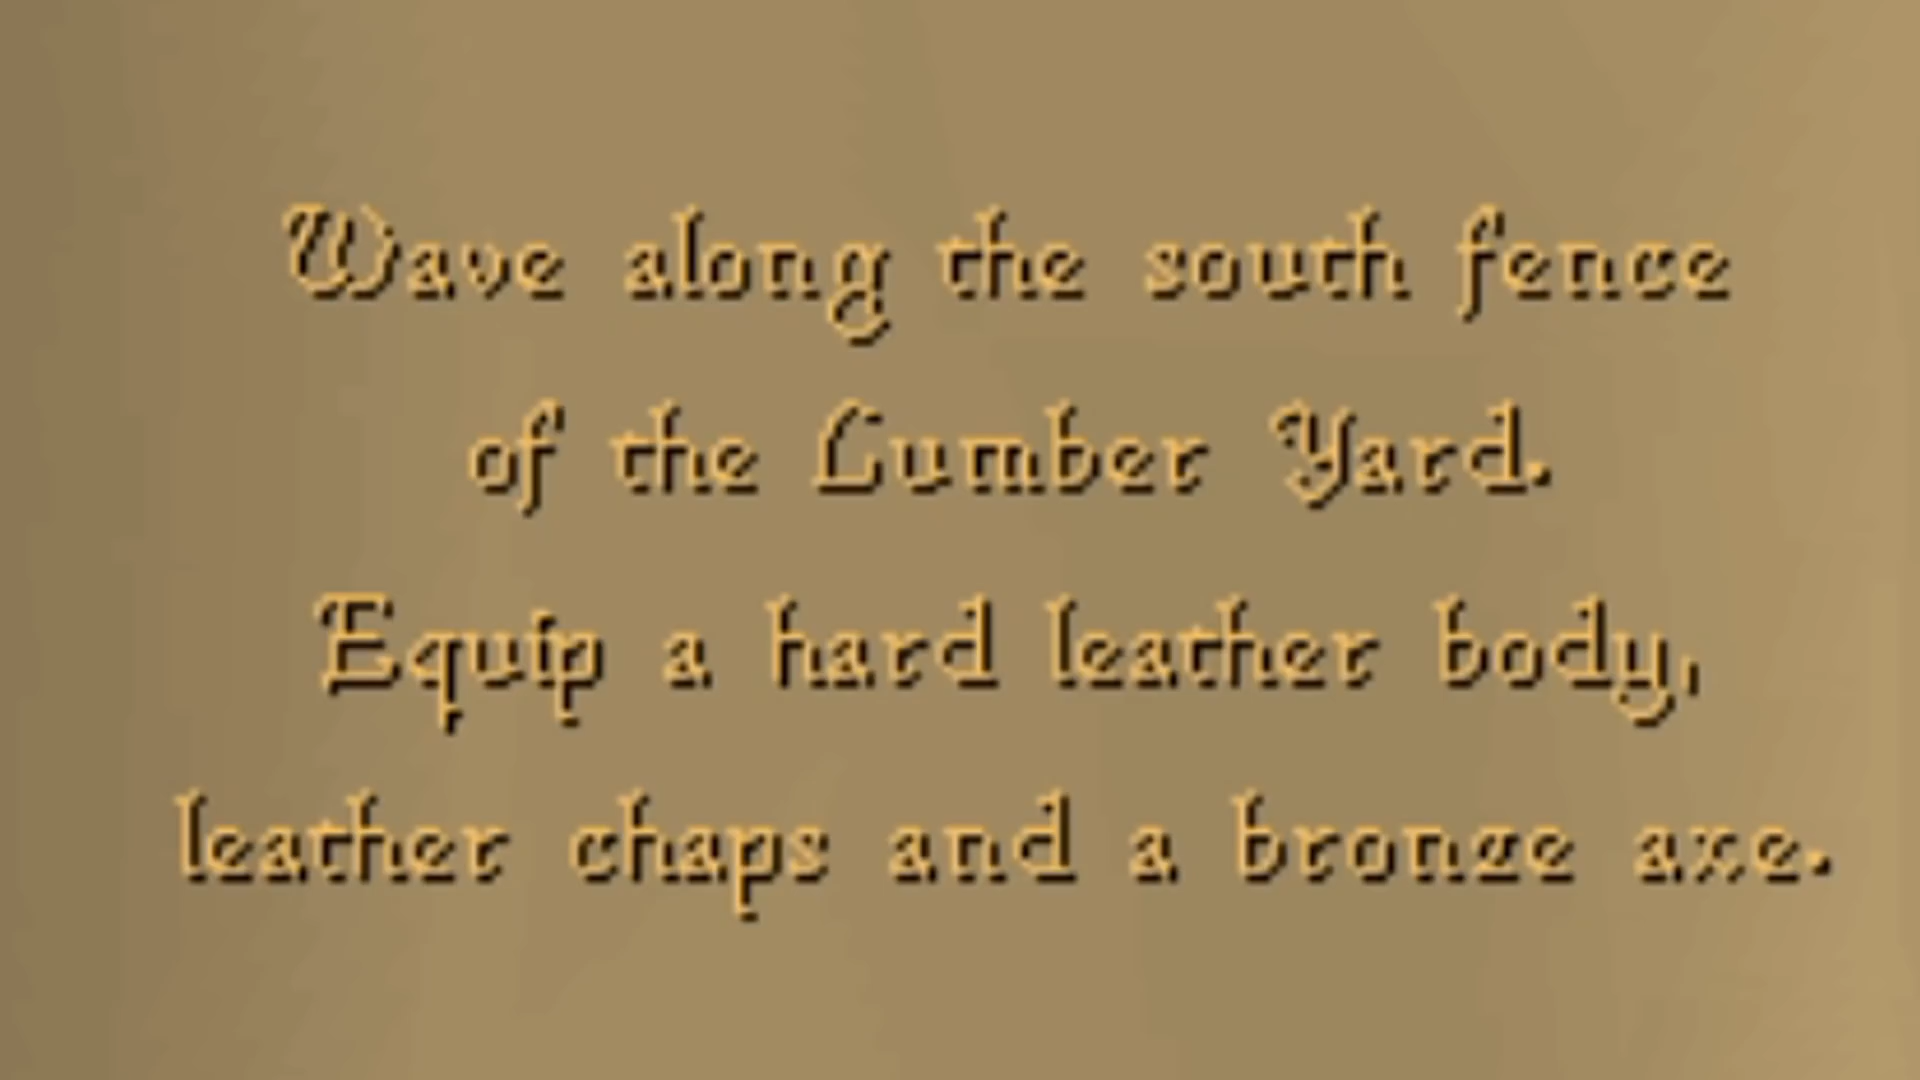 Wave along the south fence
of the Lumber Yard.
Equip a hard leather body,
leather chaps and a bronze axe.